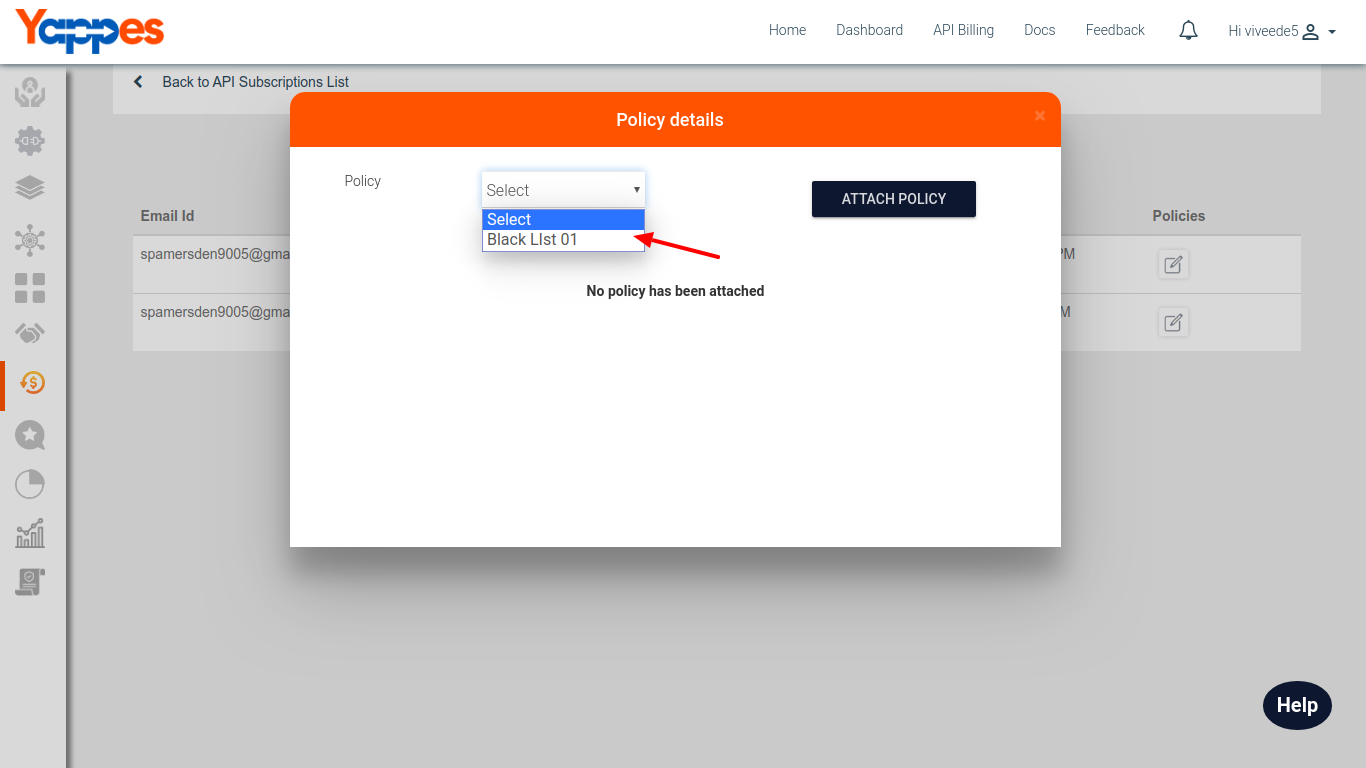 Yappes
Home Dashboard API Billing Docs Feedback Hi viveede5
Back to API Subscriptions List
Policy details
×
Policy
Select
ATTACH POLICY
Select
Black LIst 01
Email Id
Policies
spamersden9005@gma
PM
No policy has been attached
spamersden9005@gma
M
Help